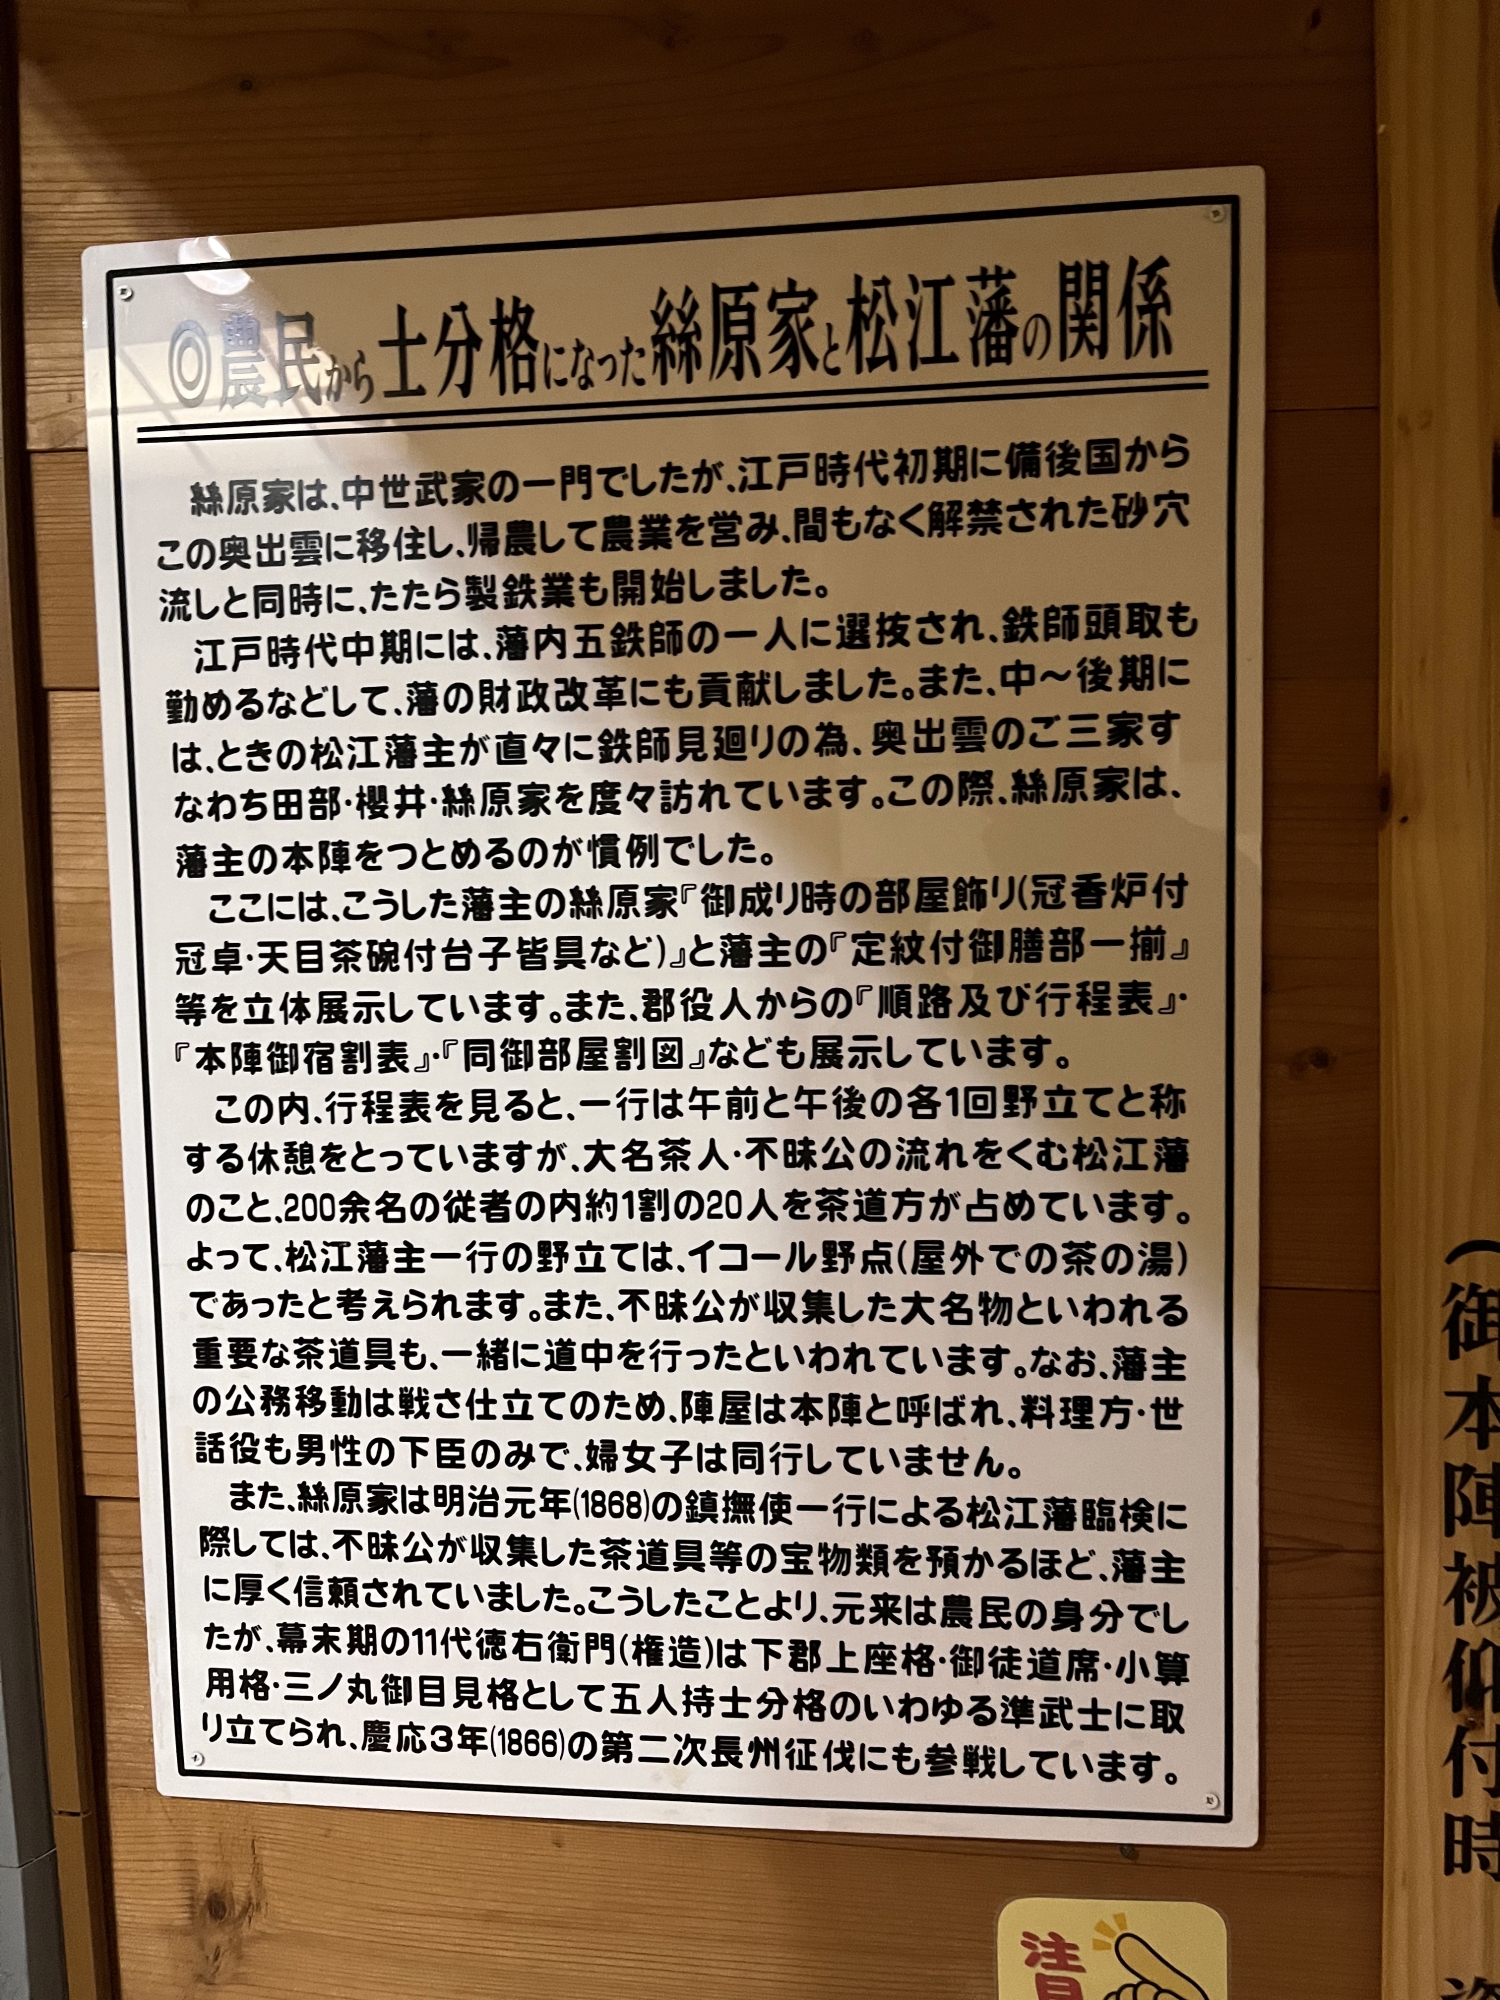 ◎農民から士分格になった絲原家と松江藩の関係
絲原家は、中世武家の一門でしたが、江戸時代初期に備後国から
この奥出雲に移住し、帰農して農業を営み、間もなく解禁された砂穴
流しと同時に、たたら製鉄業も開始しました。
江戸時代中期には、藩内五鉄師の一人に選抜され、鉄師頭取も
勤めるなどして、藩の財政改革にも貢献しました。また、中〜後期に
は、ときの松江藩主が直々に鉄師見廻りの為、奥出雲のご三家す
なわち田部・櫻井・絲原家を度々訪れています。この際、絲原家は、
藩主の本陣をつとめるのが慣例でした。
ここには、こうした藩主の絲原家『御成り時の部屋飾り(冠香炉付
冠卓・天目茶碗付台子皆具など)』と藩主の『定紋付御膳部一揃』
等を立体展示しています。また、郡役人からの『順路及び行程表』・
『本陣御宿割表』・『同御部屋割図』なども展示しています。
この内、行程表を見ると、一行は午前と午後の各1回野立てと称
する休憩をとっていますが、大名茶人・不昧公の流れをくむ松江藩
のこと、200余名の従者の内約1割の20人を茶道方が占めています。
よって、松江藩主一行の野立ては、イコール野点(屋外での茶の湯)
であったと考えられます。また、不昧公が収集した大名物といわれる
重要な茶道具も、一緒に道中を行ったといわれています。なお、藩主
の公務移動は戦さ仕立てのため、陣屋は本陣と呼ばれ、料理方・世
話役も男性の下臣のみで、婦女子は同行していません。
また、絲原家は明治元年(1868)の鎮撫使一行による松江藩臨検に
際しては、不昧公が収集した茶道具等の宝物類を預かるほど、藩主
に厚く信頼されていました。こうしたことより、元来は農民の身分でし
たが、幕末期の11代徳右衛門(権造)は下郡上座格・御徒道席・小算
用格・三ノ丸御目見格として五人持士分格のいわゆる準武士に取
り立てられ、慶応3年(1866)の第二次長州征伐にも参戦しています。
(御本陣被仰付時
注